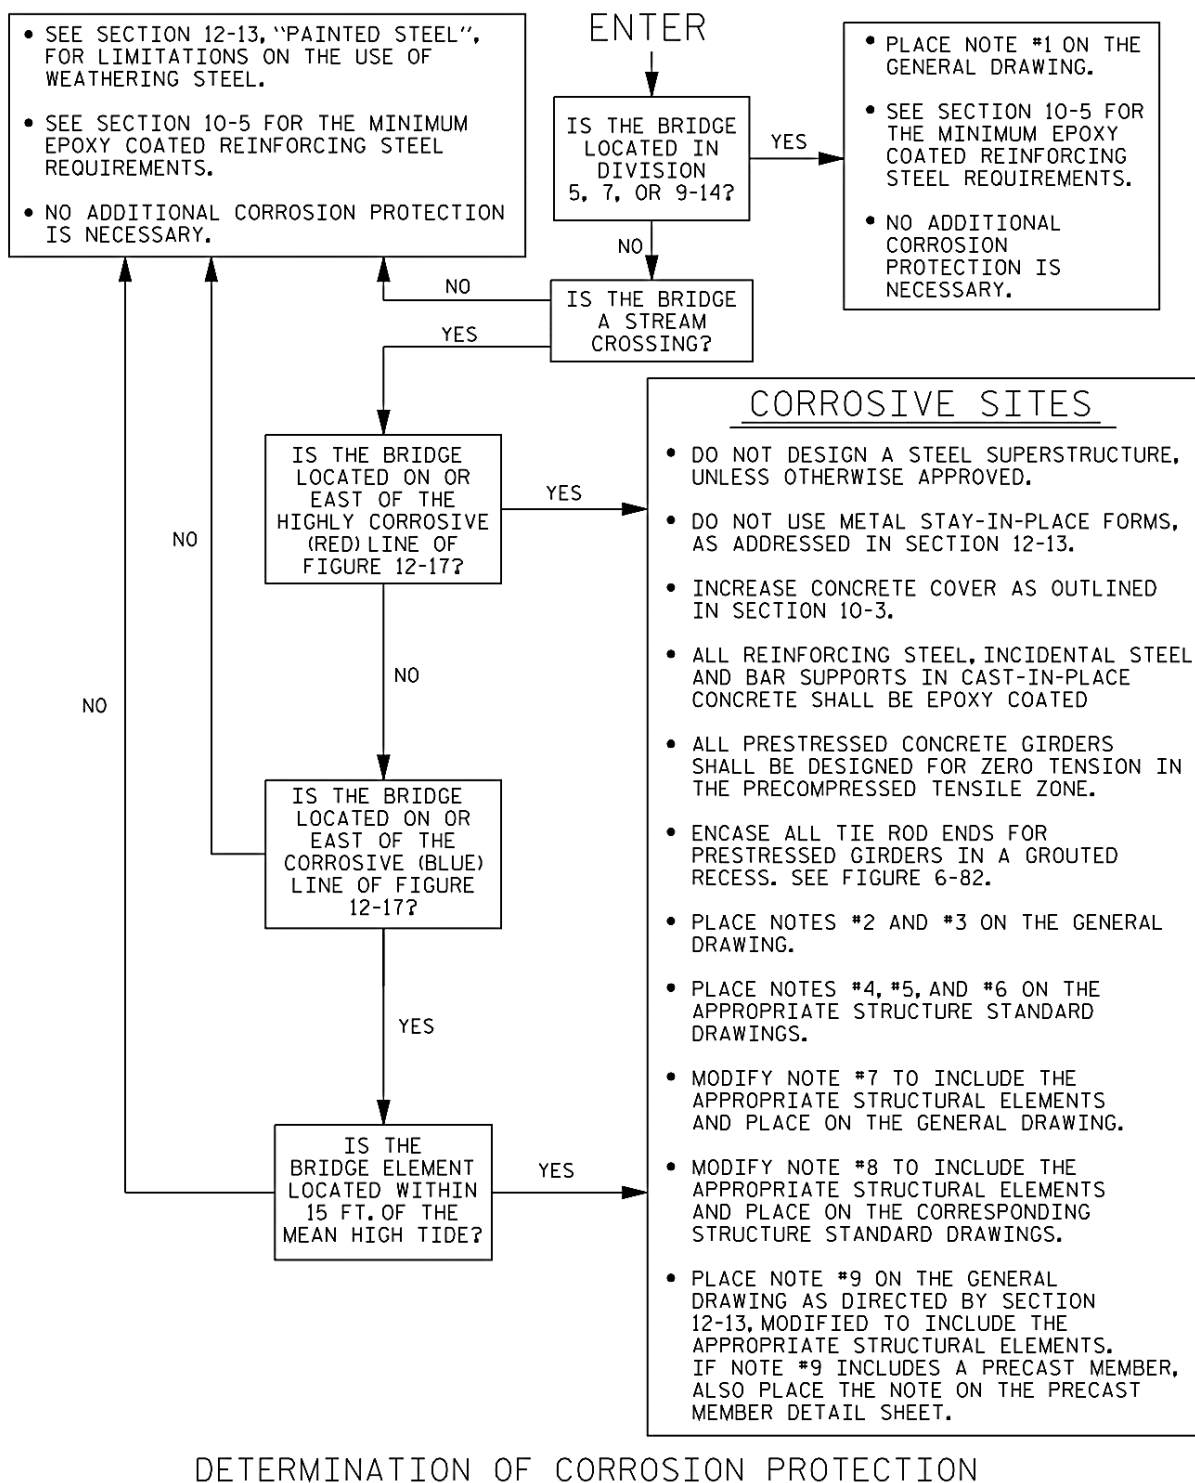 • SEE SECTION 12-13, "PAINTED STEEL",
FOR LIMITATIONS ON THE USE OF
WEATHERING STEEL.
• SEE SECTION 10-5 FOR THE MINIMUM
EPOXY COATED REINFORCING STEEL
REQUIREMENTS.
• NO ADDITIONAL CORROSION PROTECTION
IS NECESSARY.
ENTER
IS THE BRIDGE
LOCATED IN
DIVISION
5, 7, OR 9-14?
YES
• PLACE NOTE #1 ON THE
GENERAL DRAWING.
• SEE SECTION 10-5 FOR
THE MINIMUM EPOXY
COATED REINFORCING
STEEL REQUIREMENTS.
• NO ADDITIONAL
CORROSION
PROTECTION IS
NECESSARY.
NO
IS THE BRIDGE
A STREAM
CROSSING?
NO
YES
IS THE BRIDGE
LOCATED ON OR
EAST OF THE
HIGHLY CORROSIVE
(RED) LINE OF
FIGURE 12-17?
YES
NO
NO
NO
IS THE BRIDGE
LOCATED ON OR
EAST OF THE
CORROSIVE (BLUE)
LINE OF FIGURE
12-17?
YES
IS THE
BRIDGE ELEMENT
LOCATED WITHIN
15 FT. OF THE
MEAN HIGH TIDE?
YES
CORROSIVE SITES
• DO NOT DESIGN A STEEL SUPERSTRUCTURE,
UNLESS OTHERWISE APPROVED.
• DO NOT USE METAL STAY-IN-PLACE FORMS,
AS ADDRESSED IN SECTION 12-13.
• INCREASE CONCRETE COVER AS OUTLINED
IN SECTION 10-3.
• ALL REINFORCING STEEL, INCIDENTAL STEEL
AND BAR SUPPORTS IN CAST-IN-PLACE
CONCRETE SHALL BE EPOXY COATED
• ALL PRESTRESSED CONCRETE GIRDERS
SHALL BE DESIGNED FOR ZERO TENSION IN
THE PRECOMPRESSED TENSILE ZONE.
• ENCASE ALL TIE ROD ENDS FOR
PRESTRESSED GIRDERS IN A GROUTED
RECESS. SEE FIGURE 6-82.
• PLACE NOTES #2 AND #3 ON THE GENERAL
DRAWING.
• PLACE NOTES #4, #5, AND #6 ON THE
APPROPRIATE STRUCTURE STANDARD
DRAWINGS.
• MODIFY NOTE #7 TO INCLUDE THE
APPROPRIATE STRUCTURAL ELEMENTS
AND PLACE ON THE GENERAL DRAWING.
• MODIFY NOTE #8 TO INCLUDE THE
APPROPRIATE STRUCTURAL ELEMENTS
AND PLACE ON THE CORRESPONDING
STRUCTURE STANDARD DRAWINGS.
• PLACE NOTE #9 ON THE GENERAL
DRAWING AS DIRECTED BY SECTION
12-13, MODIFIED TO INCLUDE THE
APPROPRIATE STRUCTURAL ELEMENTS.
IF NOTE #9 INCLUDES A PRECAST MEMBER,
ALSO PLACE THE NOTE ON THE PRECAST
MEMBER DETAIL SHEET.
DETERMINATION OF CORROSION PROTECTION